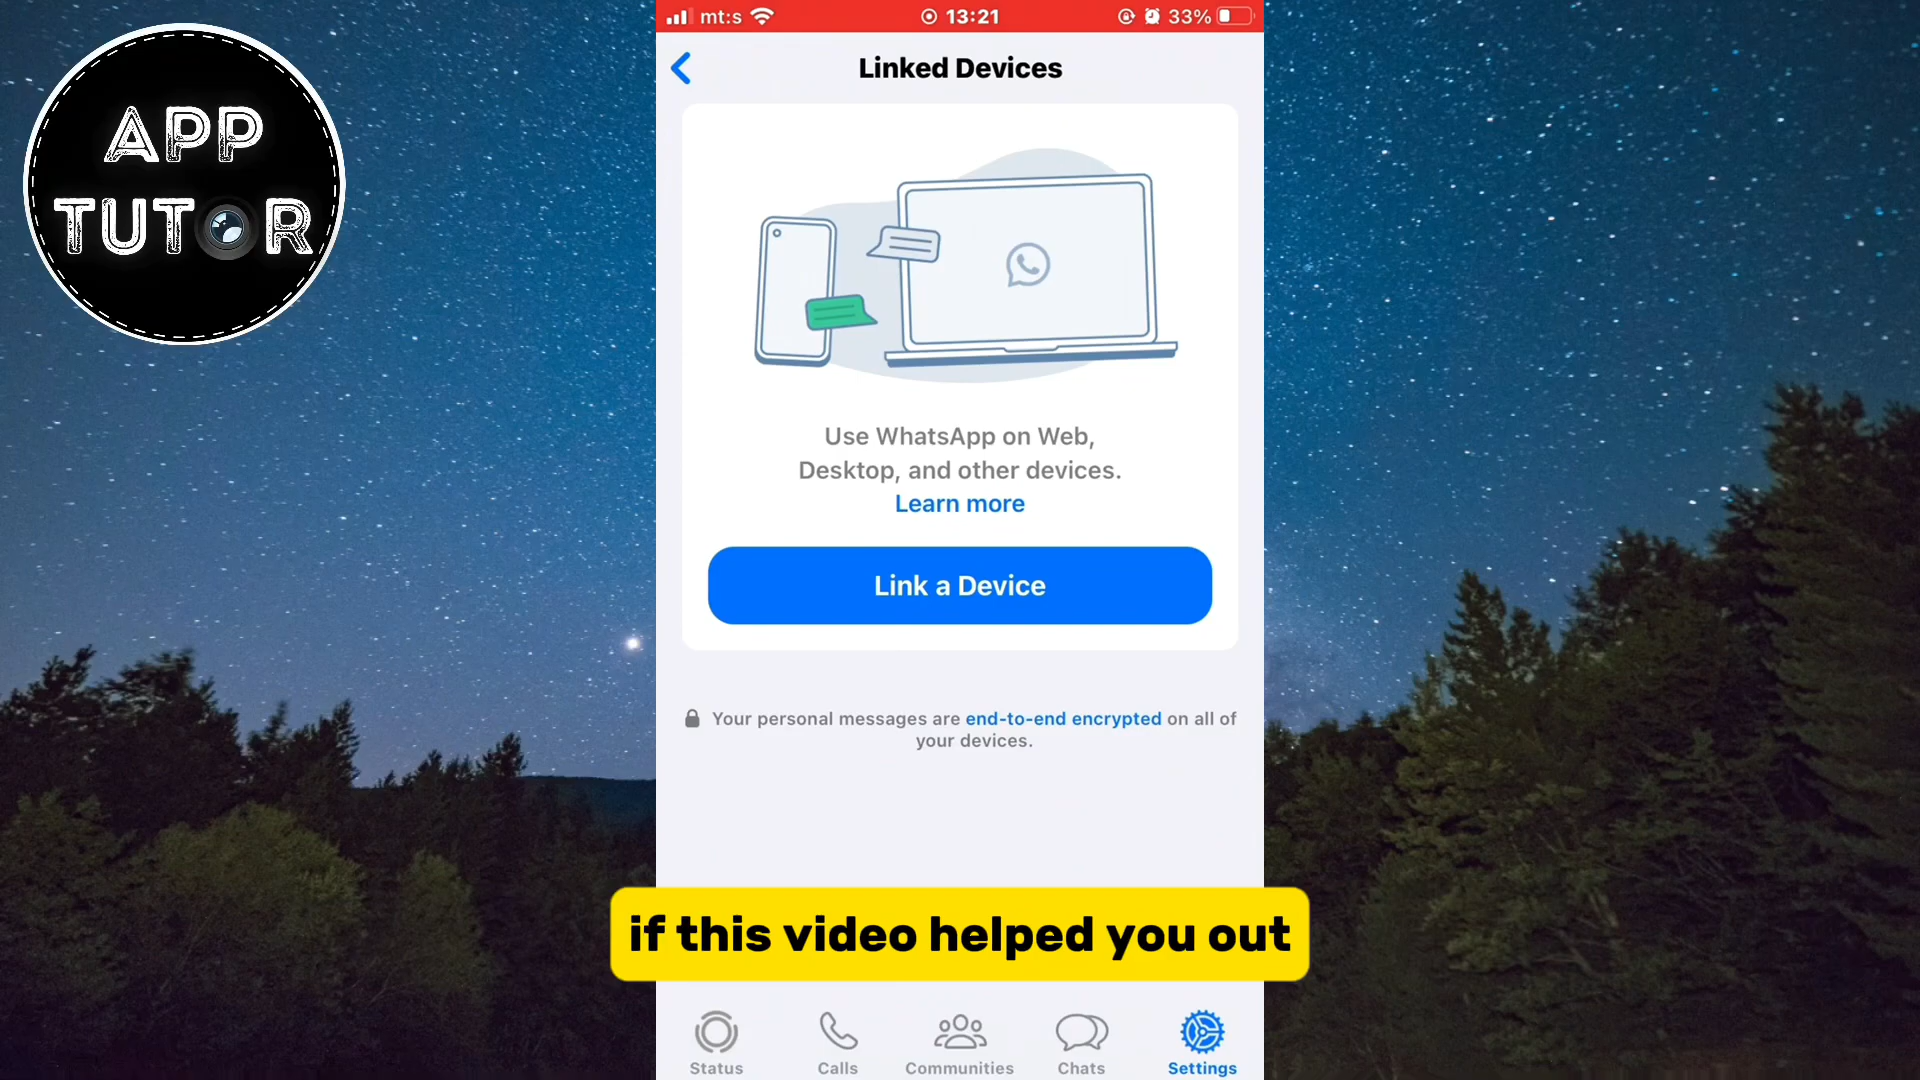 APP
TUTOR
mt:s 13:21 33%
Linked Devices
Use WhatsApp on Web,
Desktop, and other devices.
Learn more
Link a Device
Your personal messages are end-to-end encrypted on all of
your devices.
if this video helped you out
Status Calls Communities Chats Settings